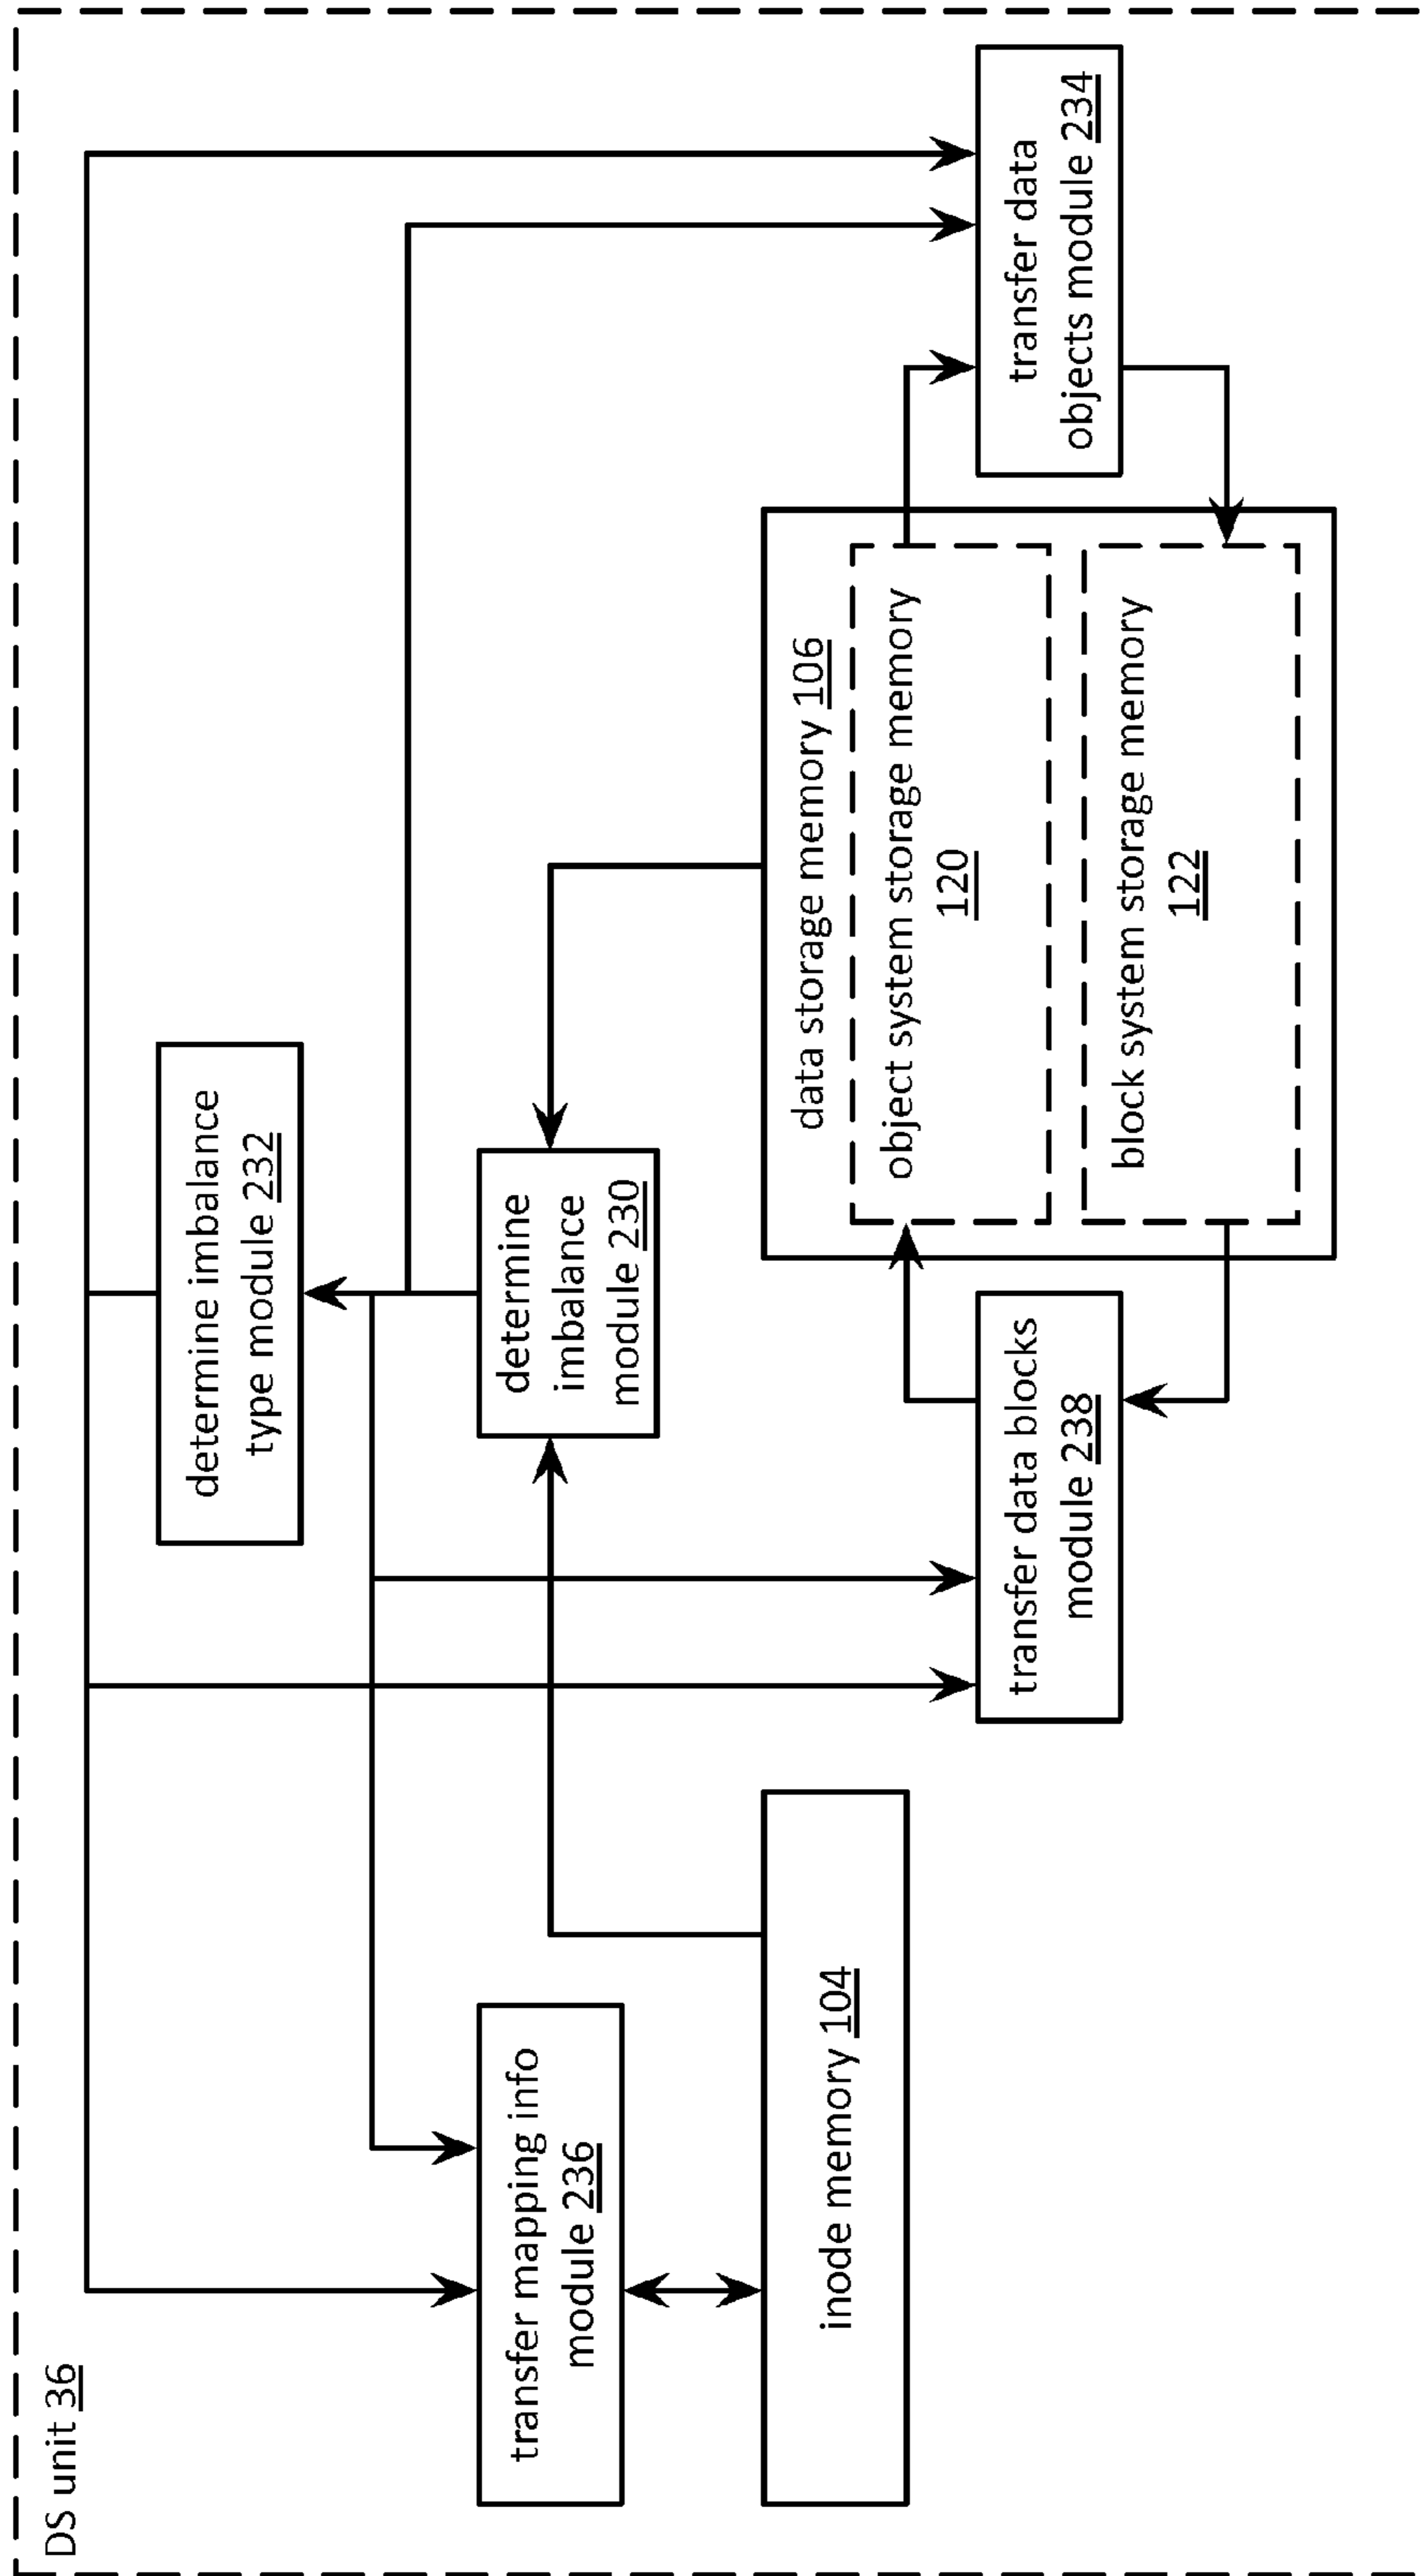 DS unit 36
determine imbalance
type module 232
transfer mapping info
module 236
determine
imbalance
module 230
inode memory 104
data storage memory 106
object system storage memory
120
block system storage memory
122
transfer data blocks
module 238
transfer data
objects module 234